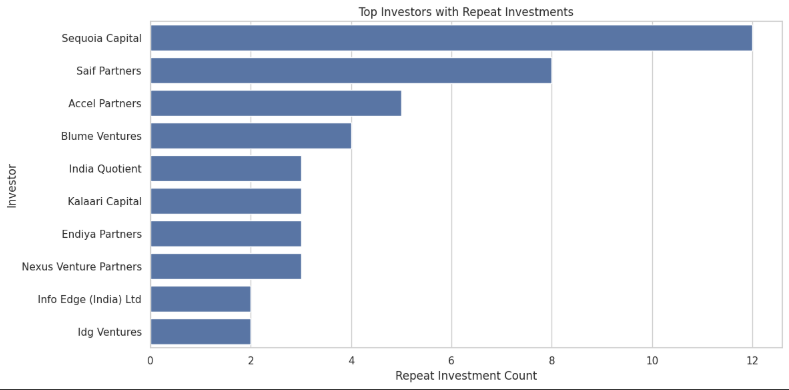 Top Investors with Repeat Investments
Investor
Sequoia Capital
Saif Partners
Accel Partners
Blume Ventures
India Quotient
Kalaari Capital
Endiya Partners
Nexus Venture Partners
Info Edge (India) Ltd
Idg Ventures
0 2 4 6 8 10 12
Repeat Investment Count